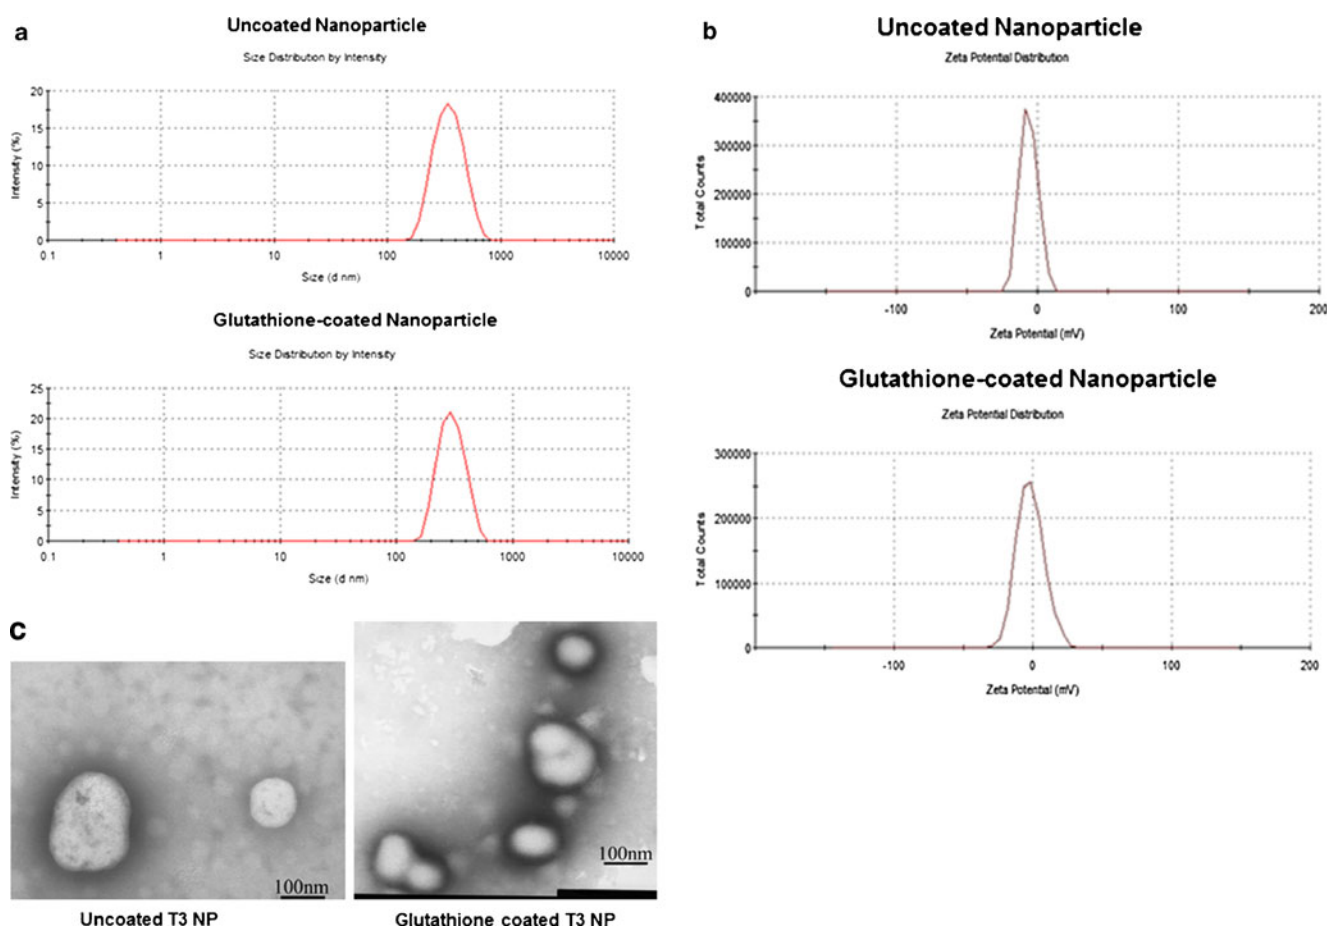 a
Uncoated Nanoparticle
Size Distribution by Intensity
20
15
10
5
0
Intensity (%)
0.1 1 10 100 1000 10000
Size (d nm)
Glutathione-coated Nanoparticle
Size Distribution by Intensity
25
20
15
10
5
0
Intensity (%)
0.1 1 10 100 1000 10000
Size (d nm)
b
Uncoated Nanoparticle
Zeta Potential Distribution
400000
300000
200000
100000
0
Total Counts
-100 0 100 200
Zeta Potential (mV)
Glutathione-coated Nanoparticle
Zeta Potential Distribution
300000
200000
100000
0
Total Counts
-100 0 100 200
Zeta Potential (mV)
c
100nm
Uncoated T3 NP
100nm
Glutathione coated T3 NP